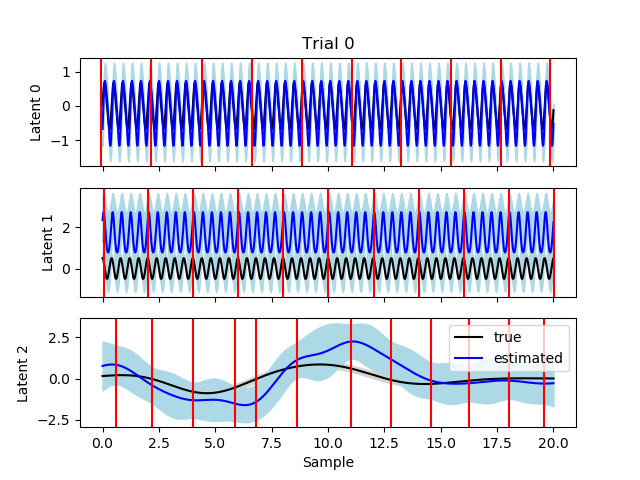 Trial 0
Latent 0
1
0
−1
Latent 1
2
0
Latent 2
2.5
0.0
−2.5
true
estimated
0.0 2.5 5.0 7.5 10.0 12.5 15.0 17.5 20.0
Sample